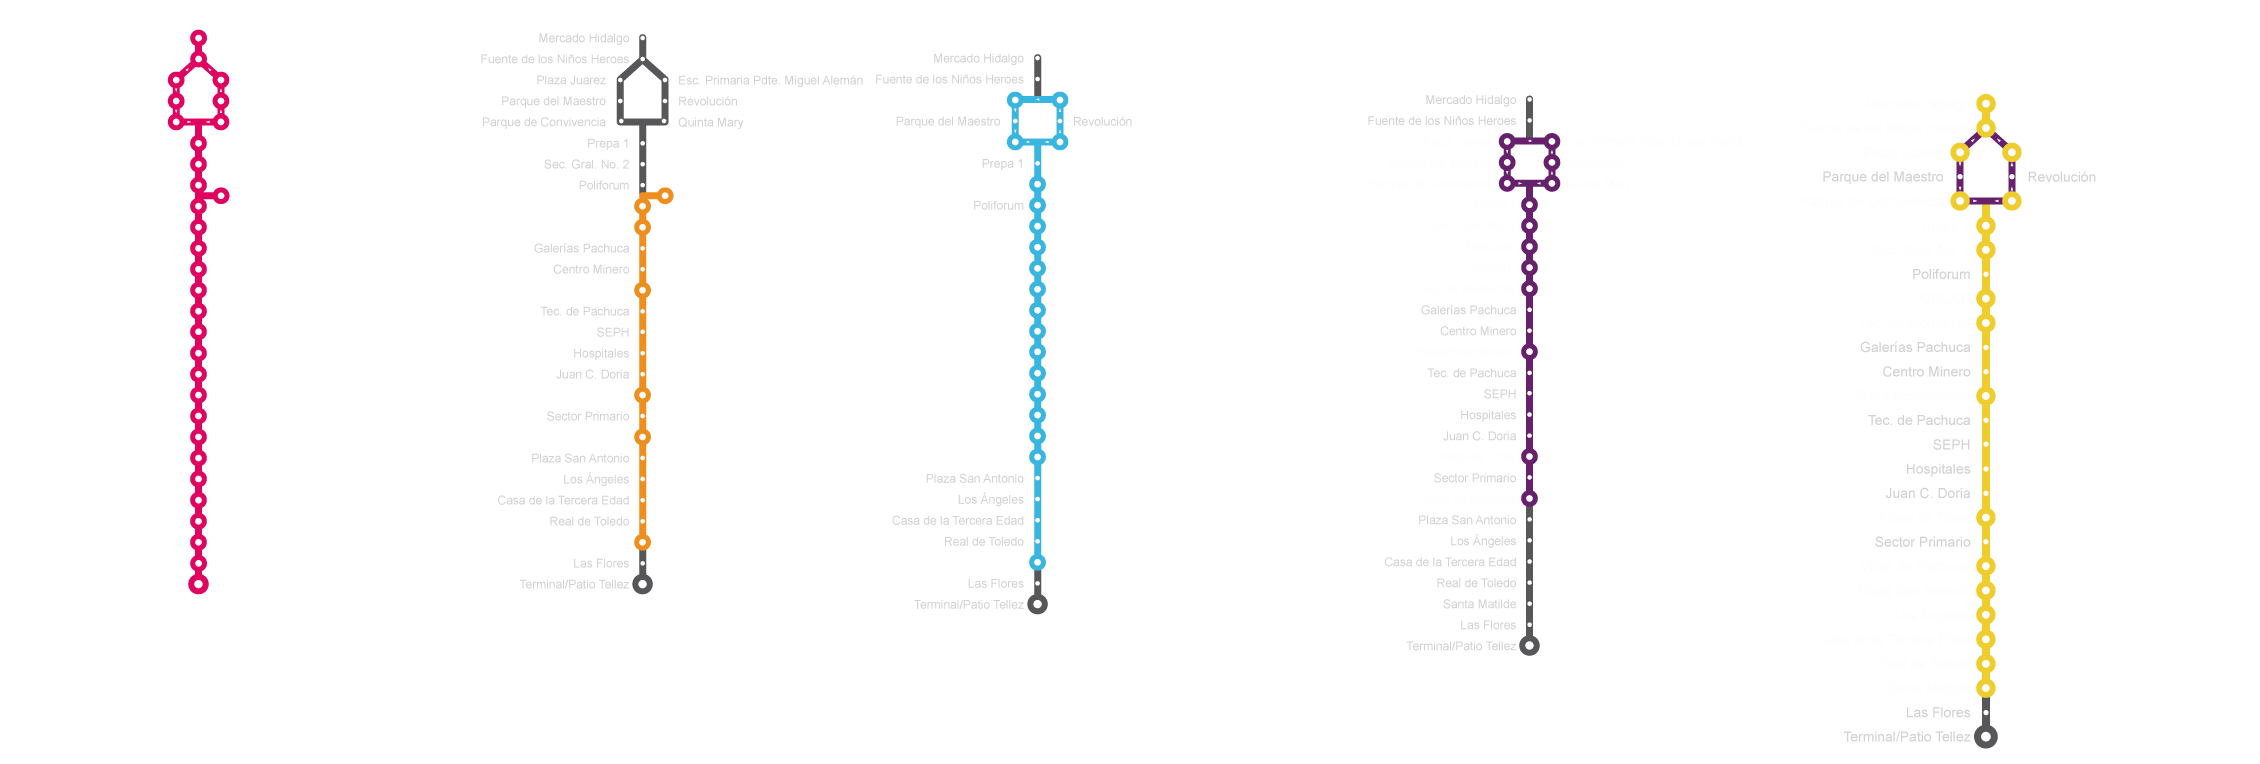 Mercado Hidalgo
Fuente de los Niños Heroes
Plaza Juarez
Esc. Primaria Pdte. Miguel Alemán
Parque del Maestro
Revolución
Parque de Convivencia
Quinta Mary
Prepa 1
Sec. Gral. No. 2
Poliforum
Galerías Pachuca
Centro Minero
Tec. de Pachuca
SEPH
Hospitales
Juan C. Doria
Sector Primario
Plaza San Antonio
Los Ángeles
Casa de la Tercera Edad
Real de Toledo
Las Flores
Terminal/Patio Tellez
Mercado Hidalgo
Fuente de los Niños Heroes
Parque del Maestro
Revolución
Prepa 1
Poliforum
Plaza San Antonio
Los Ángeles
Casa de la Tercera Edad
Real de Toledo
Las Flores
Terminal/Patio Tellez
Mercado Hidalgo
Fuente de los Niños Heroes
Galerías Pachuca
Centro Minero
Tec. de Pachuca
SEPH
Hospitales
Juan C. Doria
Sector Primario
Plaza San Antonio
Los Ángeles
Casa de la Tercera Edad
Real de Toledo
Santa Matilde
Las Flores
Terminal/Patio Tellez
Parque del Maestro
Revolución
Poliforum
Galerías Pachuca
Centro Minero
Tec. de Pachuca
SEPH
Hospitales
Juan C. Doria
Sector Primario
Las Flores
Terminal/Patio Tellez